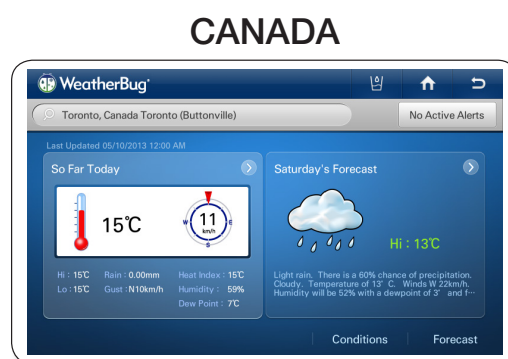 CANADA
WeatherBug
Toronto, Canada Toronto (Buttonville)
No Active Alerts
Last Updated 05/10/2013 12:00 AM
So Far Today
15℃
W
E
S
11
km/h
Hi : 15℃ Rain : 0.00mm Heat Index : 15℃
Lo : 15℃ Gust : N10km/h Humidity : 59%
Dew Point : 7℃
Saturday's Forecast
Hi : 13℃
Light rain. There is a 60% chance of precipitation.
Cloudy. Temperature of 13˚ C. Winds W 22km/h.
Humidity will be 52% with a dewpoint of 3˚ and f···
Conditions
Forecast